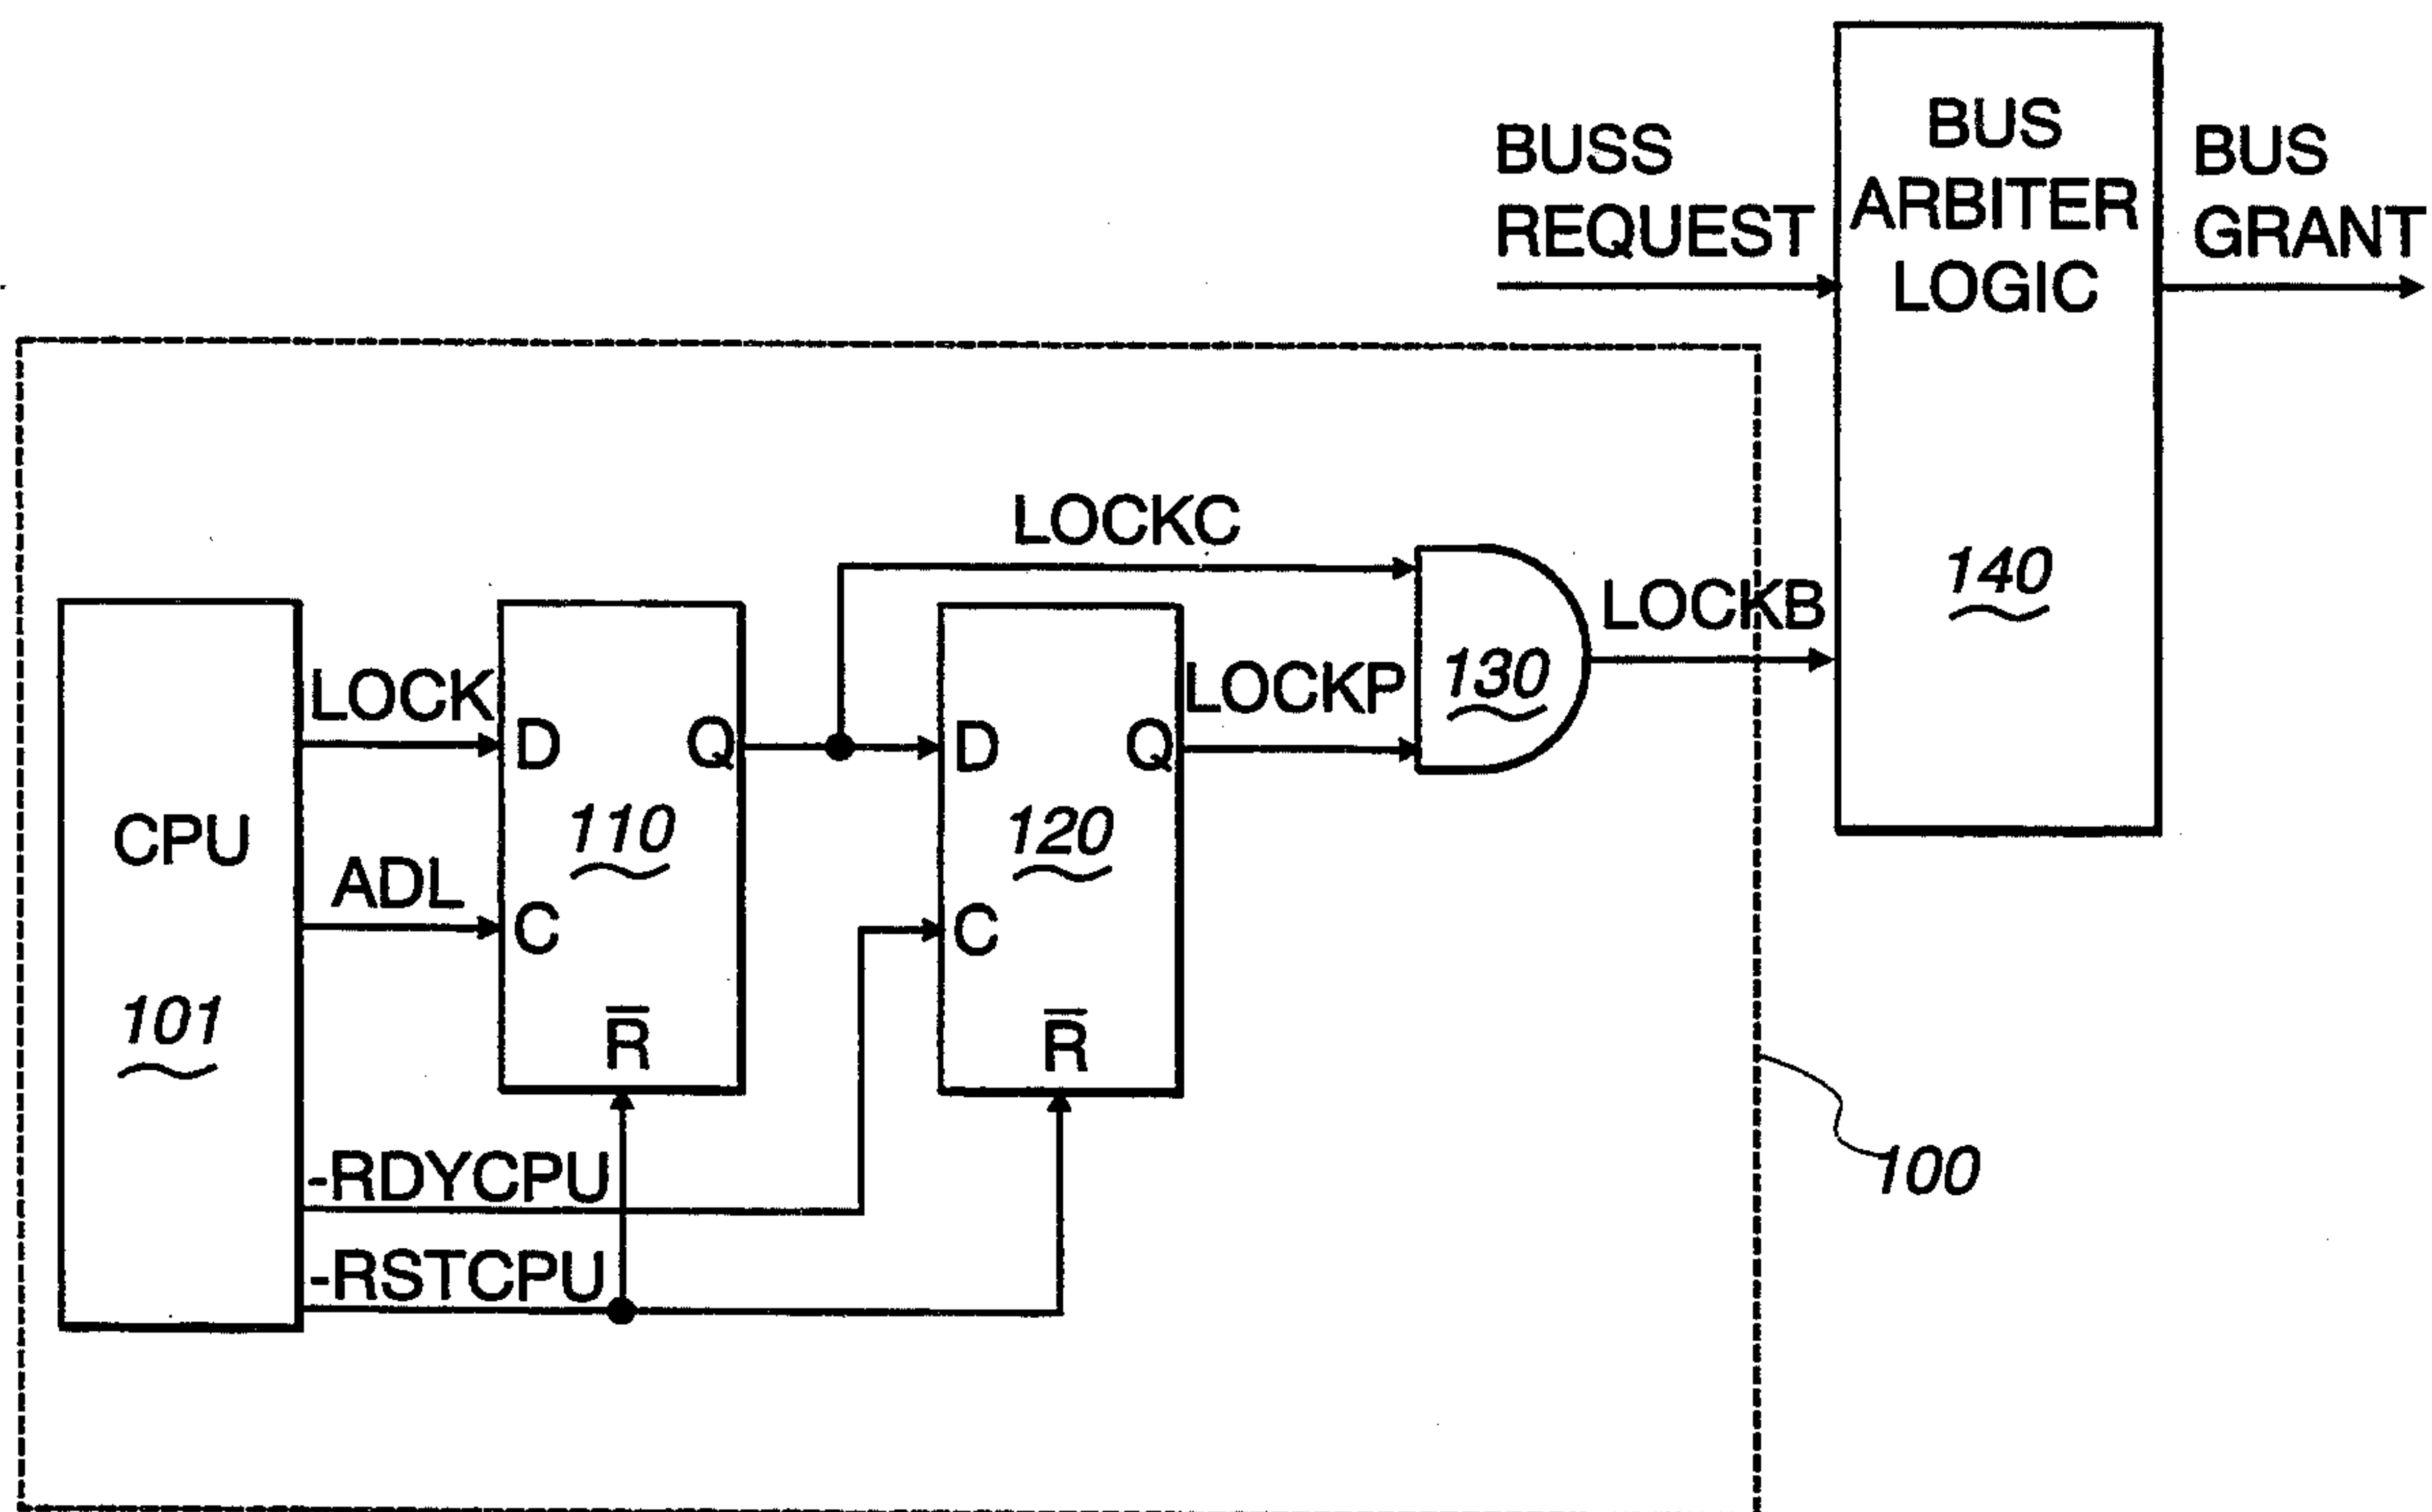 BUSS
REQUEST
BUS
ARBITER
LOGIC
140
BUS
GRANT
LOCKC
LOCKB
LOCKP
130
CPU
101
LOCK
ADL
D
Q
110
C
R̅
D
Q
120
C
R̅
-RDYCPU
-RSTCPU
100